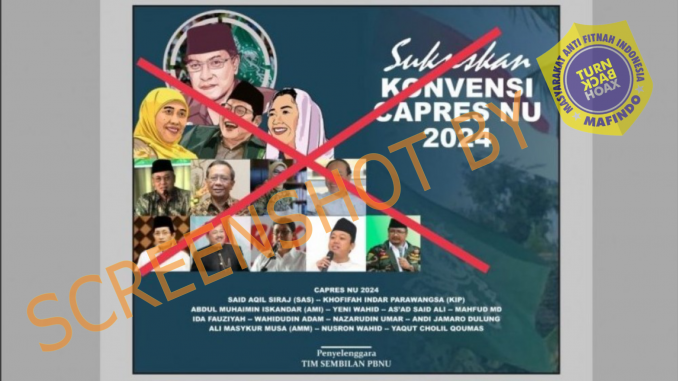 Sukseskan
KONVENSI
CAPRES NU
2024
MASYARAKAT ANTI FITNAH INDONESIA
TURN
BACK
HOAX
MAFINDO
SCREENSHOT BY
CAPRES NU 2024
SAID AQIL SIRAJ (SAS) -- KHOFIFAH INDAR PARAWANGSA (KIP)
ABDUL MUHAIMIN ISKANDAR (AMI) -- YENI WAHID -- AS'AD SAID ALI -- MAHFUD MD
IDA FAUZIYAH -- WAHIDUDIN ADAM -- NAZARUDIN UMAR -- ANDI JAMARO DULUNG
ALI MASYKUR MUSA (AMM) -- NUSRON WAHID -- YAQUT CHOLIL QOUMAS
Penyelenggara
TIM SEMBILAN PBNU